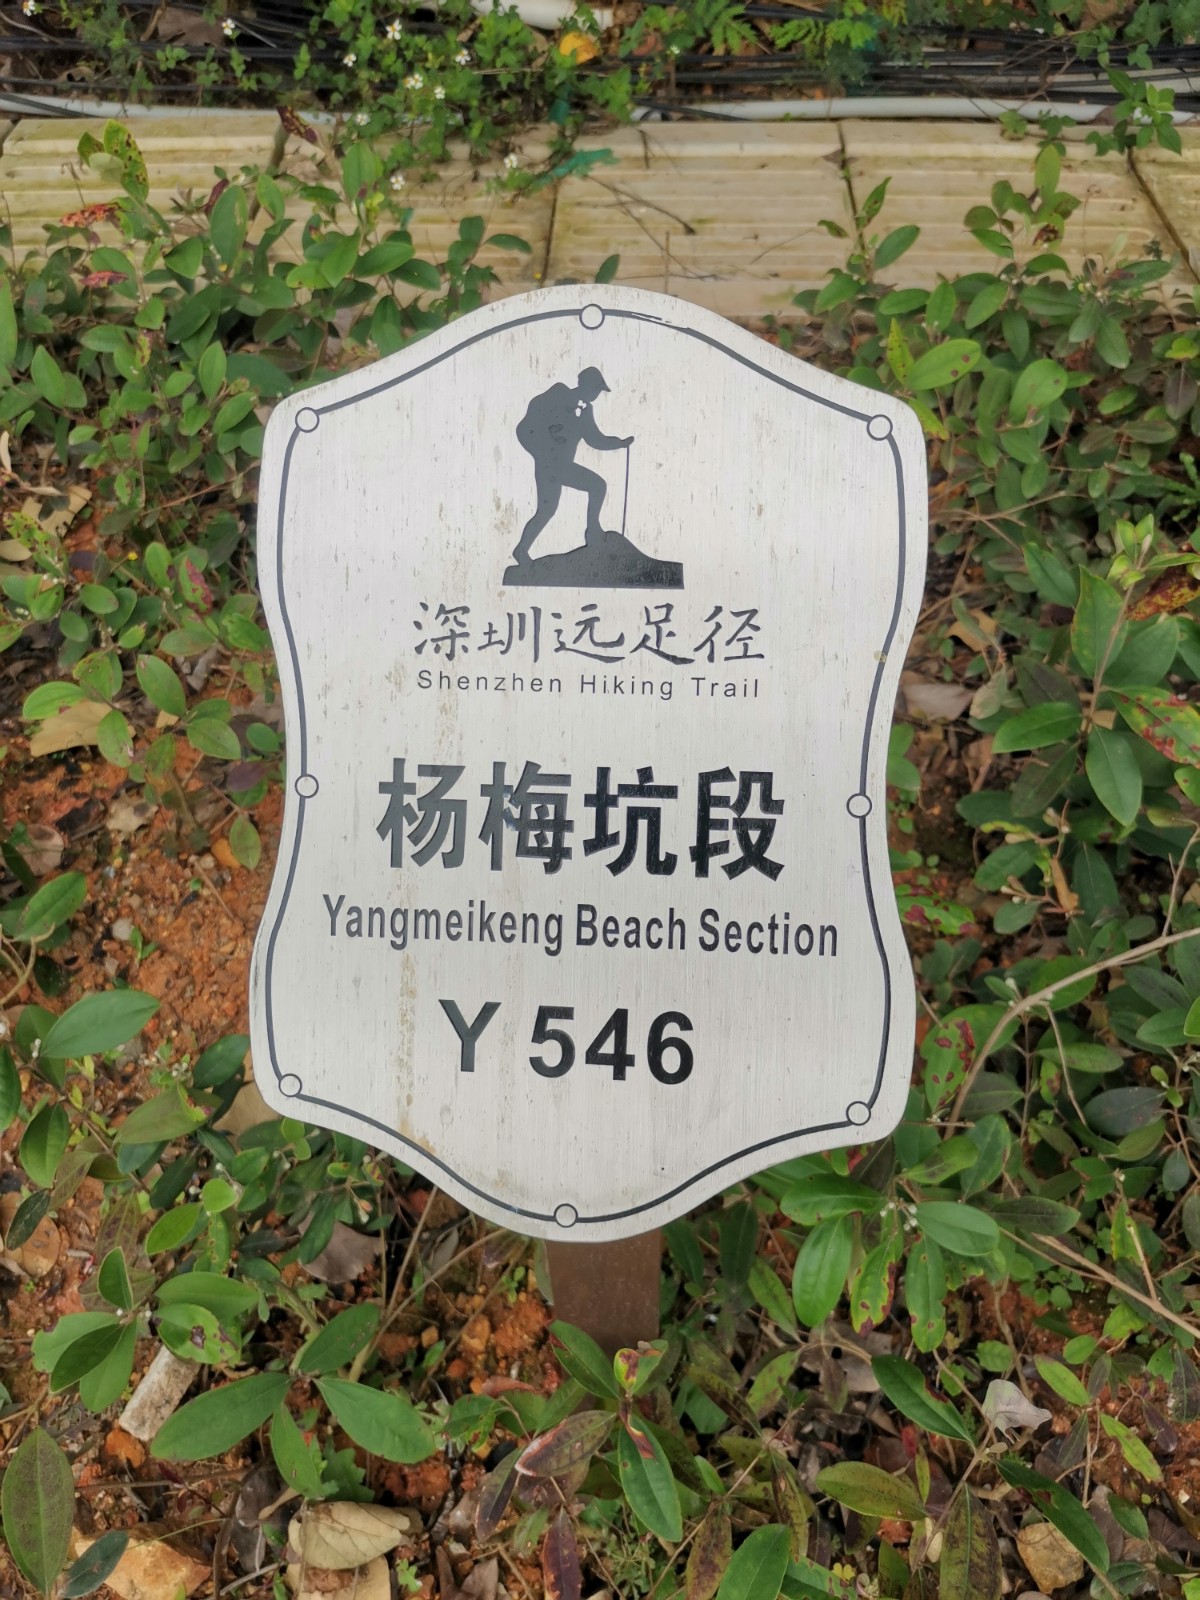 深圳远足径
Shenzhen Hiking Trail
杨梅坑段
Yangmeikeng Beach Section
Y 546